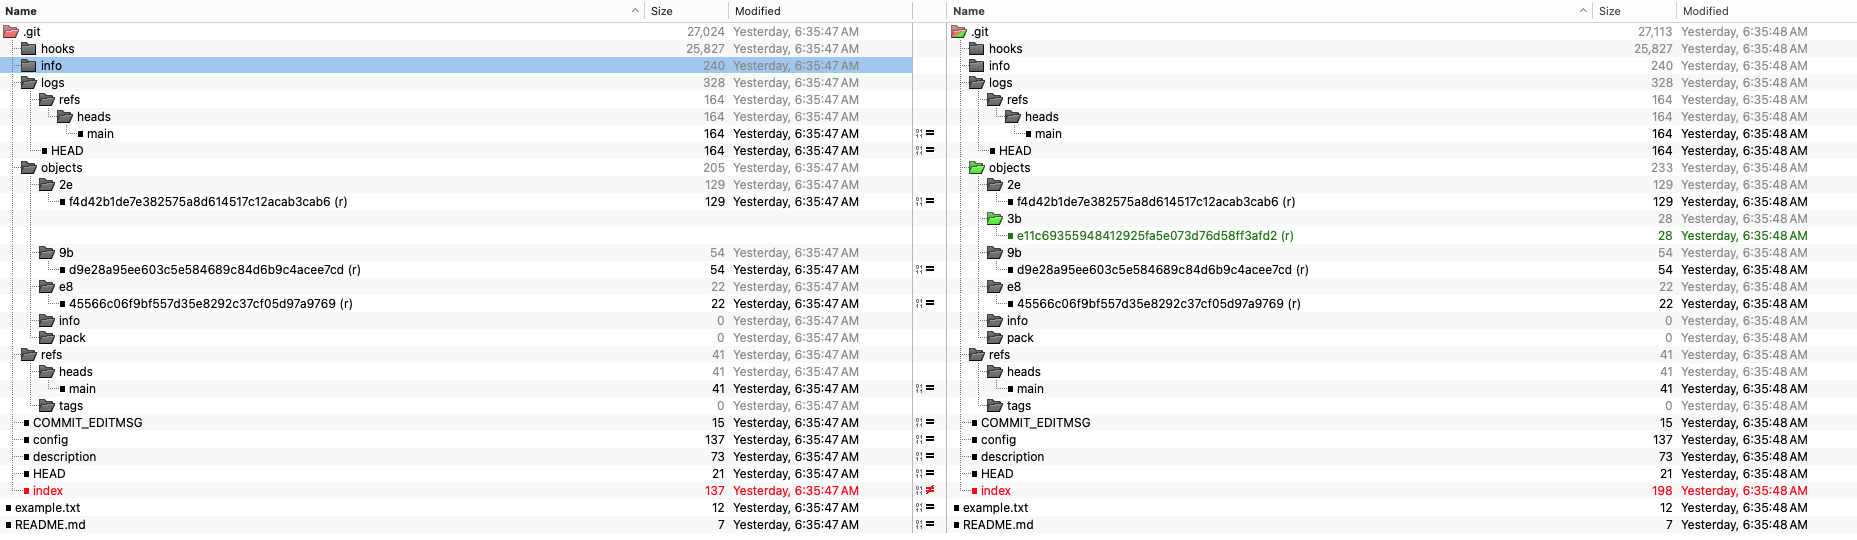 Name Size Modified Name Size Modified
.git 27,024 Yesterday, 6:35:47 AM .git 27,113 Yesterday, 6:35:48 AM
hooks 25,827 Yesterday, 6:35:47 AM hooks 25,827 Yesterday, 6:35:48 AM
info 240 Yesterday, 6:35:47 AM info 240 Yesterday, 6:35:48 AM
logs 328 Yesterday, 6:35:47 AM logs 328 Yesterday, 6:35:48 AM
refs 164 Yesterday, 6:35:47 AM refs 164 Yesterday, 6:35:48 AM
heads 164 Yesterday, 6:35:47 AM heads 164 Yesterday, 6:35:48 AM
main 164 Yesterday, 6:35:47 AM = main 164 Yesterday, 6:35:48 AM
HEAD 164 Yesterday, 6:35:47 AM = HEAD 164 Yesterday, 6:35:48 AM
objects 205 Yesterday, 6:35:47 AM objects 233 Yesterday, 6:35:48 AM
2e 129 Yesterday, 6:35:47 AM 2e 129 Yesterday, 6:35:48 AM
f4d42b1de7e382575a8d614517c12acab3cab6 (r) 129 Yesterday, 6:35:47 AM = f4d42b1de7e382575a8d614517c12acab3cab6 (r) 129 Yesterday, 6:35:48 AM
3b 28 Yesterday, 6:35:48 AM
e11c69355948412925fa5e073d76d58ff3afd2 (r) 28 Yesterday, 6:35:48 AM
9b 54 Yesterday, 6:35:47 AM 9b 54 Yesterday, 6:35:48 AM
d9e28a95ee603c5e584689c84d6b9c4acee7cd (r) 54 Yesterday, 6:35:47 AM = d9e28a95ee603c5e584689c84d6b9c4acee7cd (r) 54 Yesterday, 6:35:48 AM
e8 22 Yesterday, 6:35:47 AM e8 22 Yesterday, 6:35:48 AM
45566c06f9bf557d35e8292c37cf05d97a9769 (r) 22 Yesterday, 6:35:47 AM = 45566c06f9bf557d35e8292c37cf05d97a9769 (r) 22 Yesterday, 6:35:48 AM
info 0 Yesterday, 6:35:47 AM info 0 Yesterday, 6:35:48 AM
pack 0 Yesterday, 6:35:47 AM pack 0 Yesterday, 6:35:48 AM
refs 41 Yesterday, 6:35:47 AM refs 41 Yesterday, 6:35:48 AM
heads 41 Yesterday, 6:35:47 AM heads 41 Yesterday, 6:35:48 AM
main 41 Yesterday, 6:35:47 AM = main 41 Yesterday, 6:35:48 AM
tags 0 Yesterday, 6:35:47 AM tags 0 Yesterday, 6:35:48 AM
COMMIT_EDITMSG 15 Yesterday, 6:35:47 AM = COMMIT_EDITMSG 15 Yesterday, 6:35:48 AM
config 137 Yesterday, 6:35:47 AM = config 137 Yesterday, 6:35:48 AM
description 73 Yesterday, 6:35:47 AM = description 73 Yesterday, 6:35:48 AM
HEAD 21 Yesterday, 6:35:47 AM = HEAD 21 Yesterday, 6:35:48 AM
index 137 Yesterday, 6:35:47 AM ≠ index 198 Yesterday, 6:35:48 AM
example.txt 12 Yesterday, 6:35:47 AM = example.txt 12 Yesterday, 6:35:48 AM
README.md 7 Yesterday, 6:35:47 AM = README.md 7 Yesterday, 6:35:48 AM